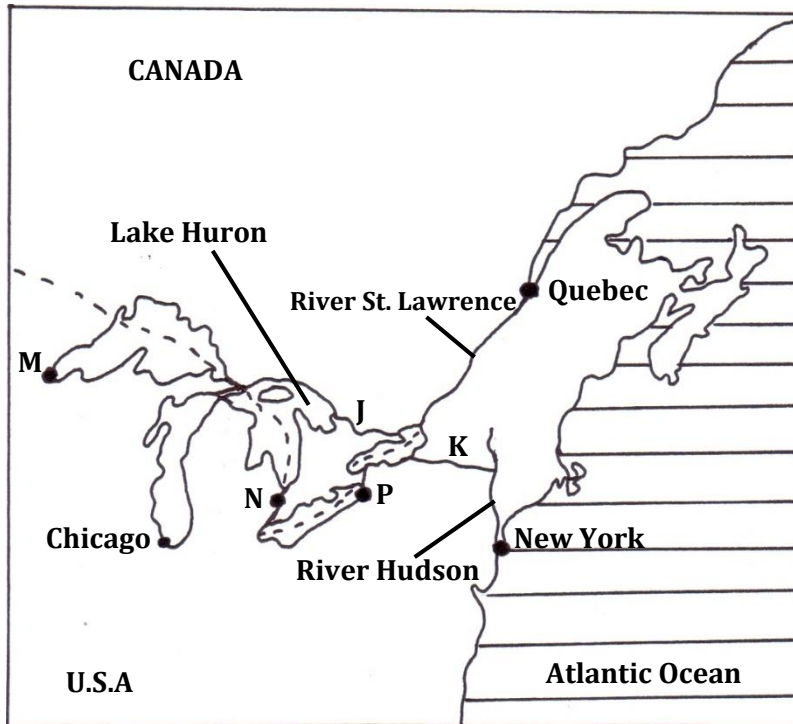 CANADA
Lake Huron
River St. Lawrence
Quebec
M
J
K
N
P
Chicago
New York
River Hudson
U.S.A
Atlantic Ocean